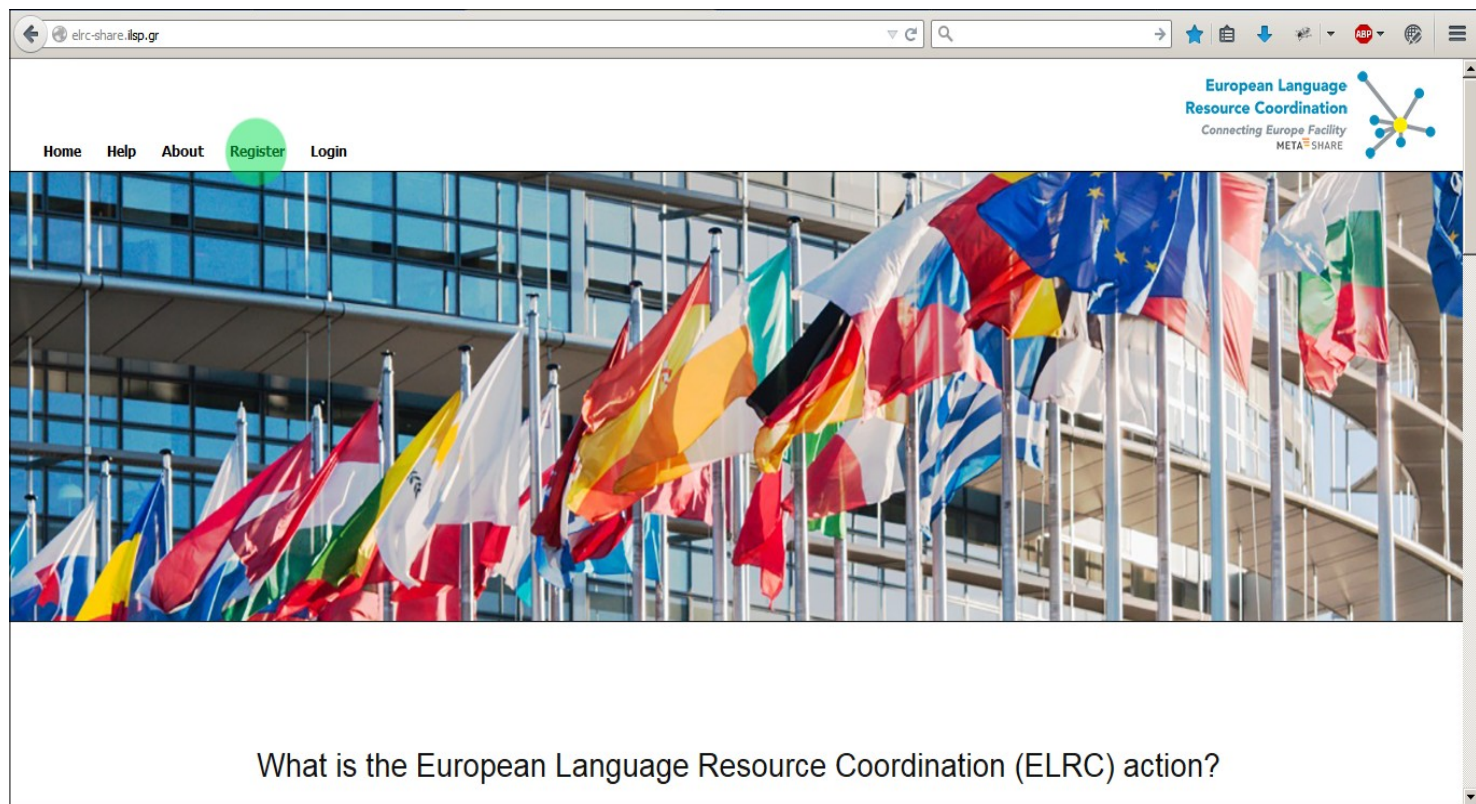 elrc-share.ilsp.gr
ABP
European Language
Resource Coordination
Connecting Europe Facility
META SHARE
Home Help About Register Login
What is the European Language Resource Coordination (ELRC) action?